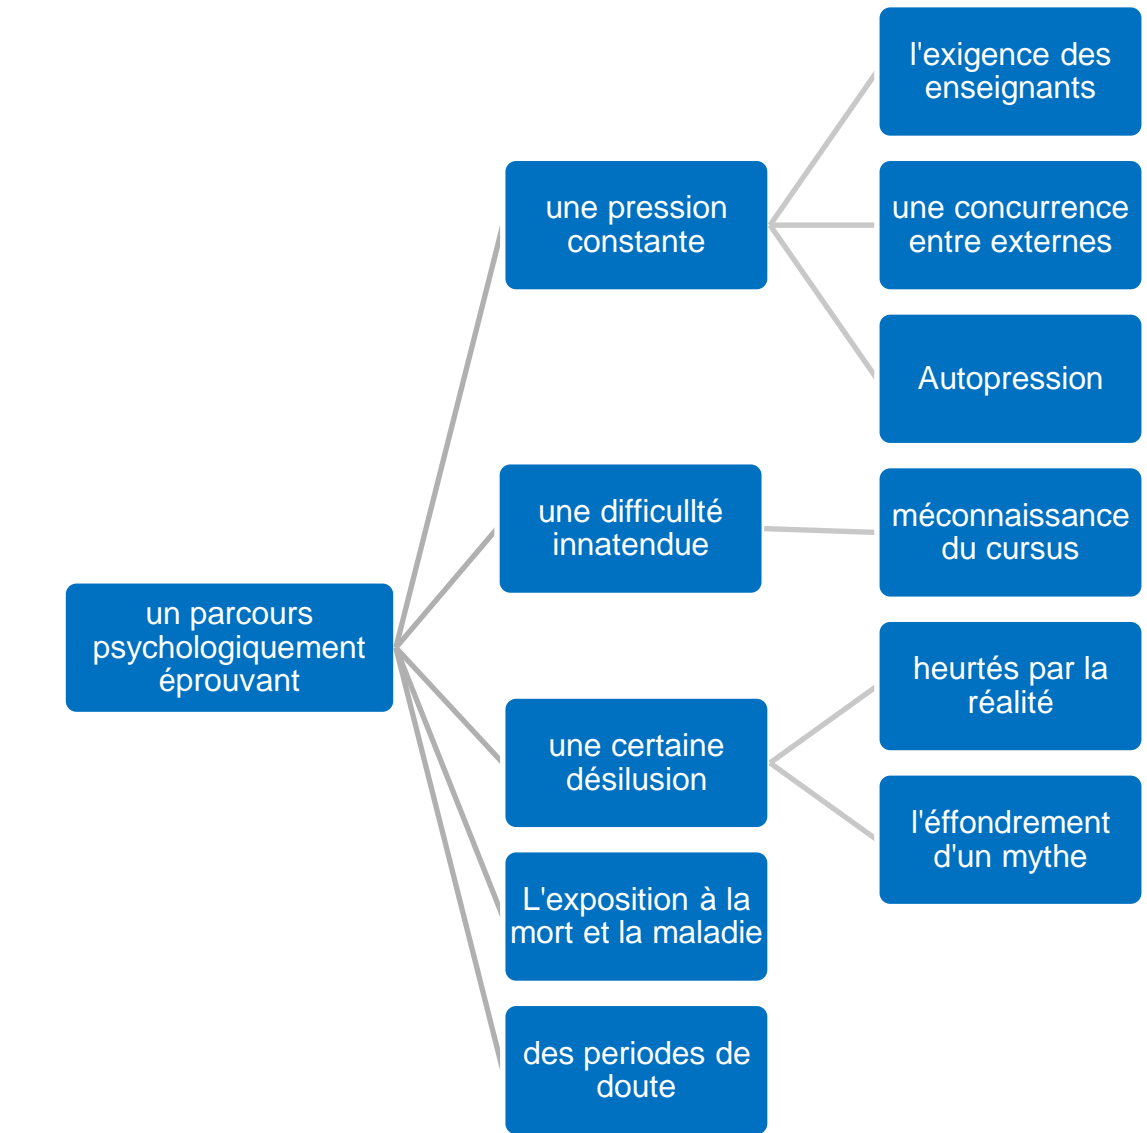 l'exigence des
enseignants
une pression
constante
une concurrence
entre externes
Autopression
une difficullté
innatendue
méconnaissance
du cursus
un parcours
psychologiquement
éprouvant
heurtés par la
réalité
une certaine
désilusion
l'éffondrement
d'un mythe
L'exposition à la
mort et la maladie
des periodes de
doute